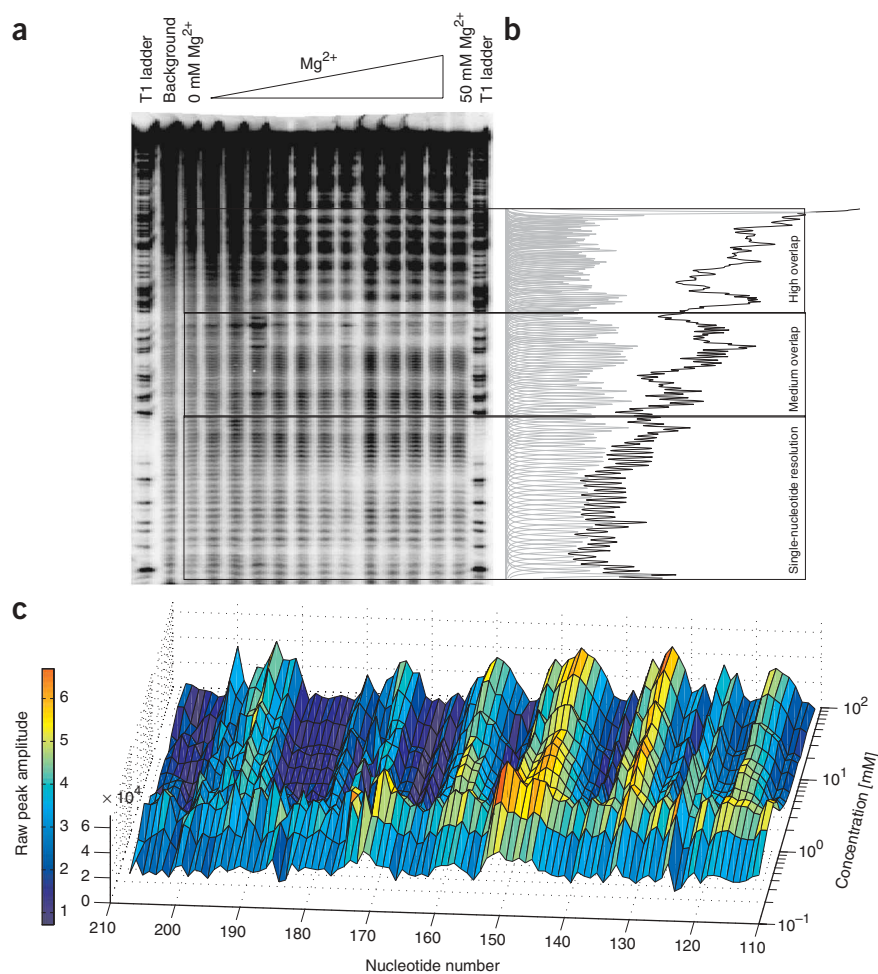 a
b
T1 ladder
Background
0 mM Mg2+
Mg2+
50 mM Mg2+
T1 ladder
High overlap
Medium overlap
Single-nucleotide resolution
c
Raw peak amplitude
6
5
4
3
2
1
× 10^4
6
4
2
0
210
200
190
180
170
160
150
140
130
120
110
Nucleotide number
10^2
10^1
10^0
10^-1
Concentration [mM]